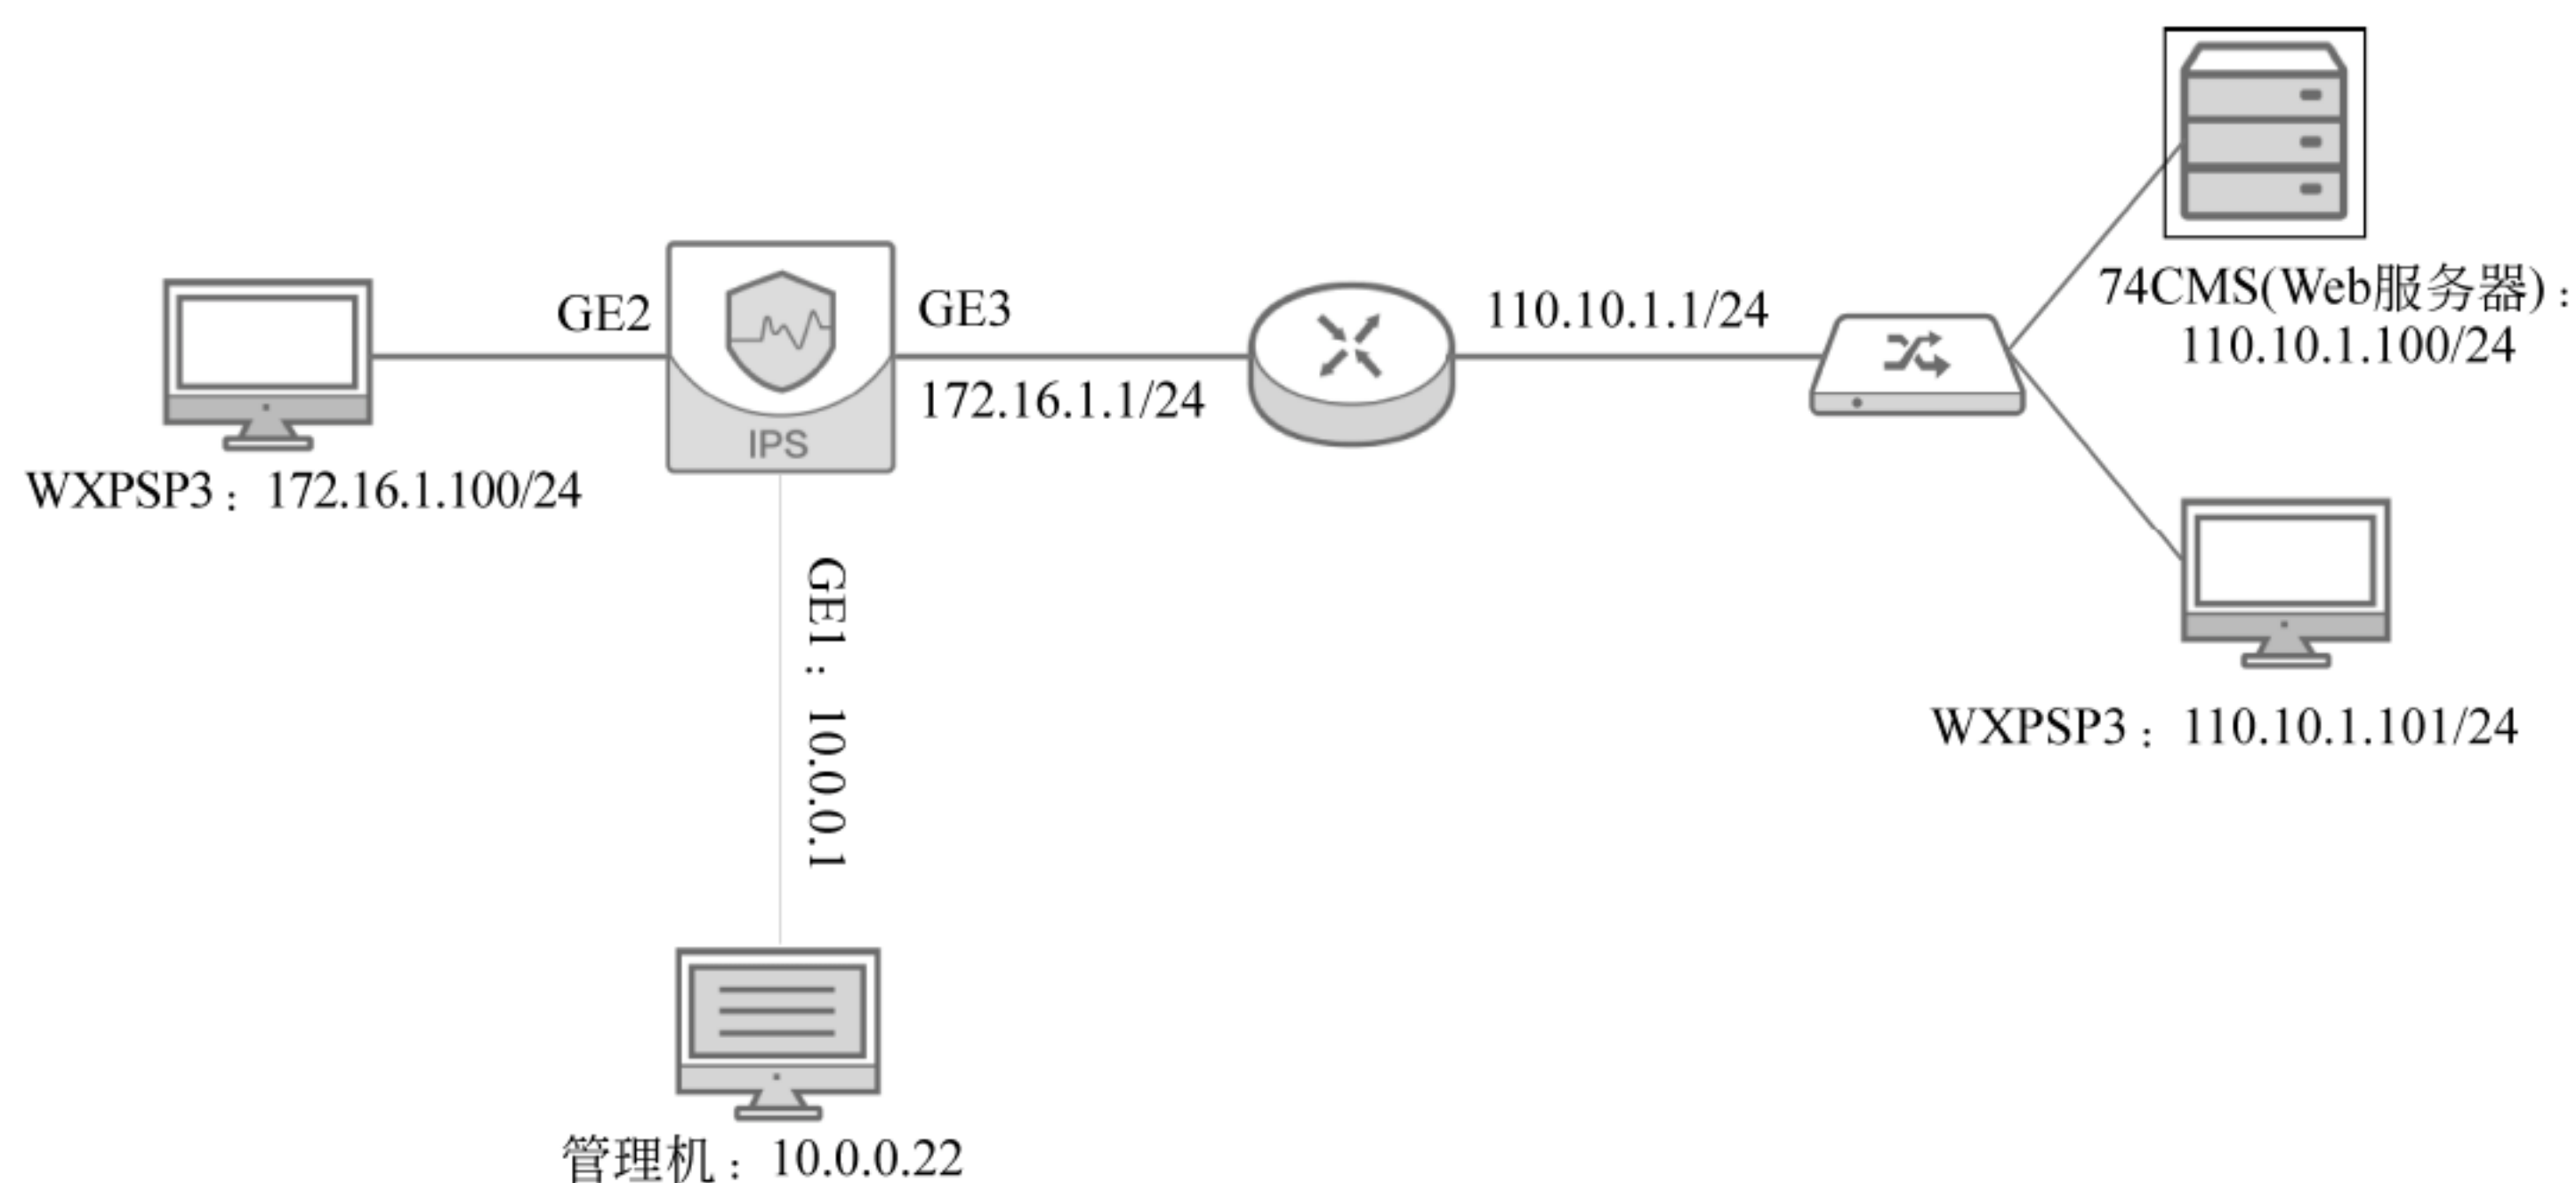 74CMS(Web服务器)：
110.10.1.100/24
GE2
GE3
110.10.1.1/24
IPS
172.16.1.1/24
WXPSP3：172.16.1.100/24
GE1：10.0.0.1
WXPSP3：110.10.1.101/24
管理机：10.0.0.22